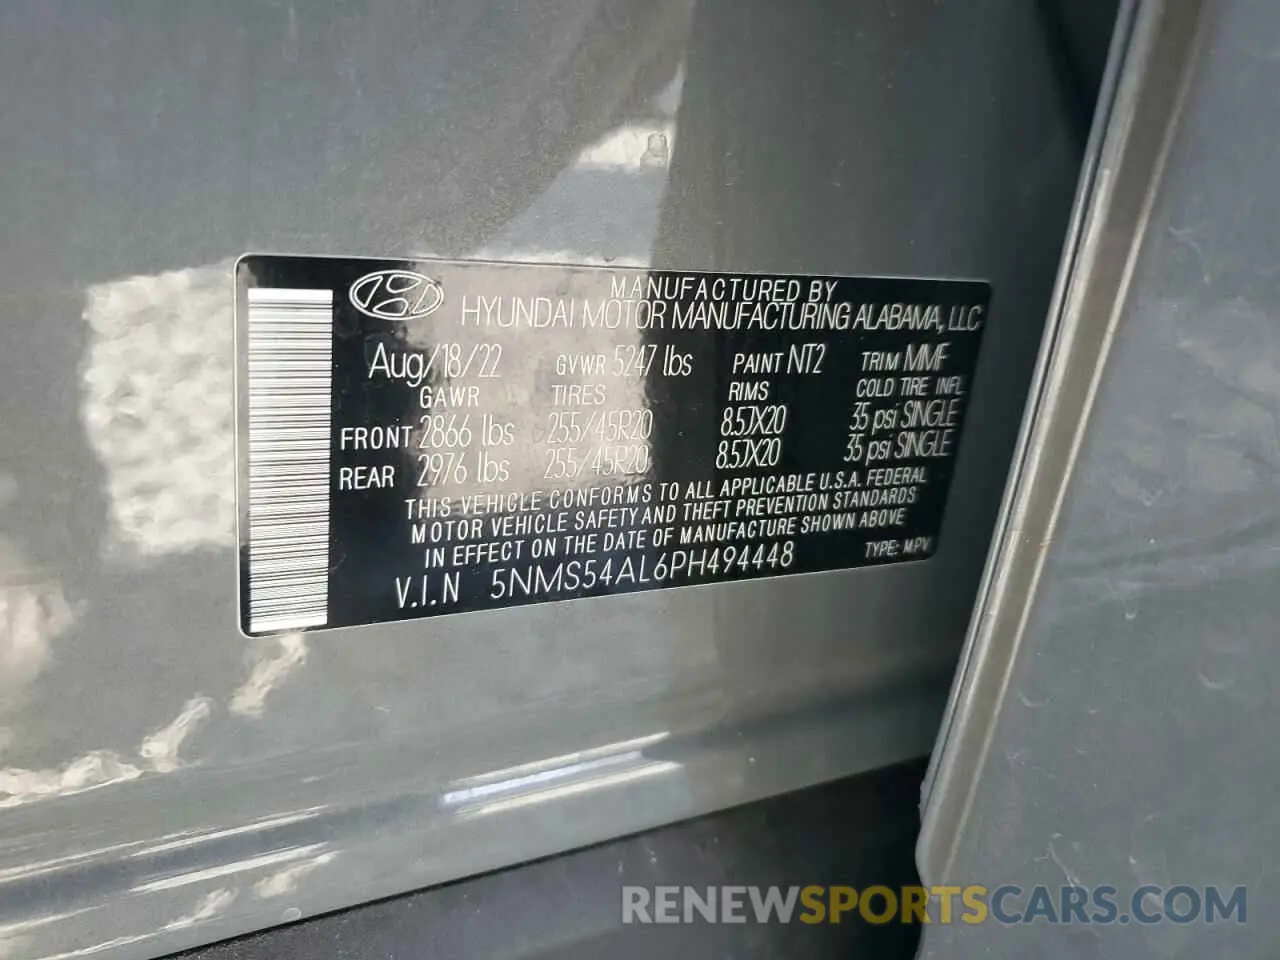 MANUFACTURED BY
HYUNDAI MOTOR MANUFACTURING ALABAMA, LLC
Aug/18/22 GVWR 5247 lbs PAINT NT2 TRIM MMF
GAWR TIRES RIMS COLD TIRE INFL
FRONT 2866 lbs 255/45R20 8.5JX20 35 psi SINGLE
REAR 2976 lbs 255/45R20 8.5JX20 35 psi SINGLE
THIS VEHICLE CONFORMS TO ALL APPLICABLE U.S.A. FEDERAL
MOTOR VEHICLE SAFETY AND THEFT PREVENTION STANDARDS
IN EFFECT ON THE DATE OF MANUFACTURE SHOWN ABOVE
V.I.N 5NMS54AL6PH494448 TYPE: MPV
RENEWSPORTSCARS.COM